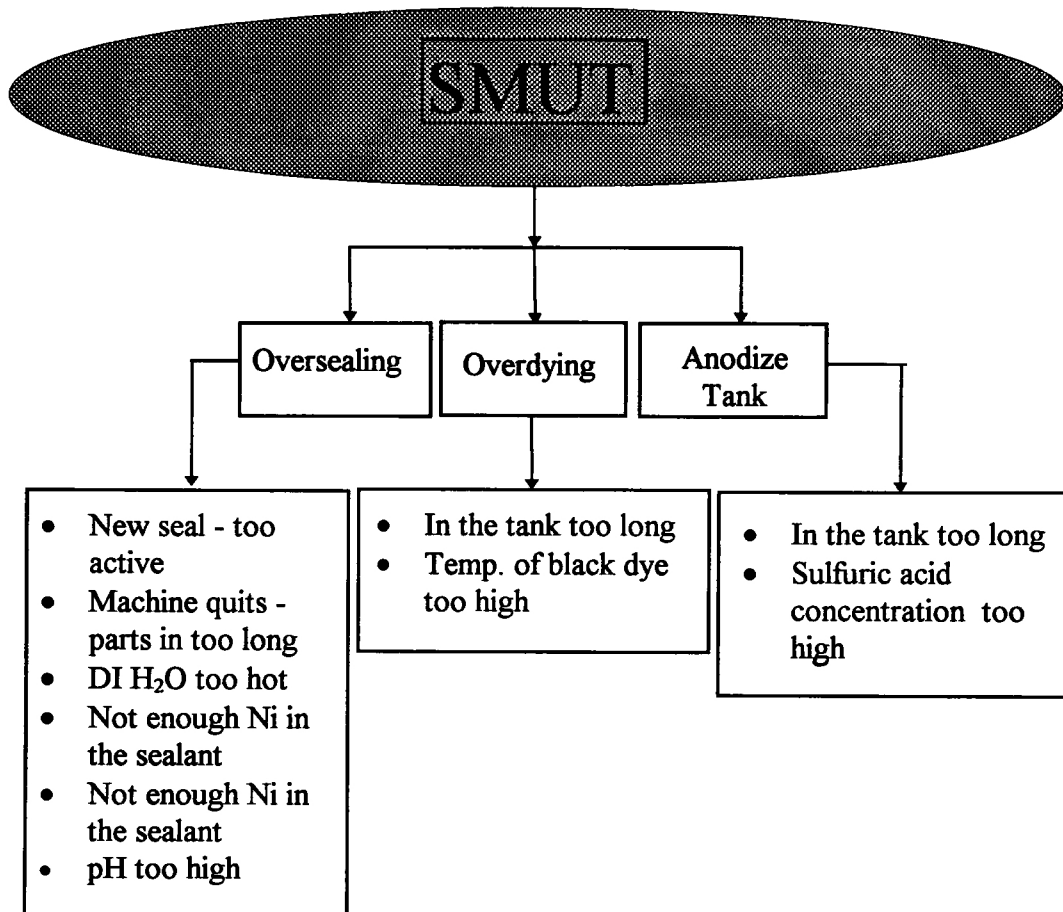 SMUT
Oversealing
Overdying
Anodize
Tank
• New seal - too
active
• Machine quits -
parts in too long
• DI H₂O too hot
• Not enough Ni in
the sealant
• Not enough Ni in
the sealant
• pH too high
• In the tank too long
• Temp. of black dye
too high
• In the tank too long
• Sulfuric acid
concentration too
high